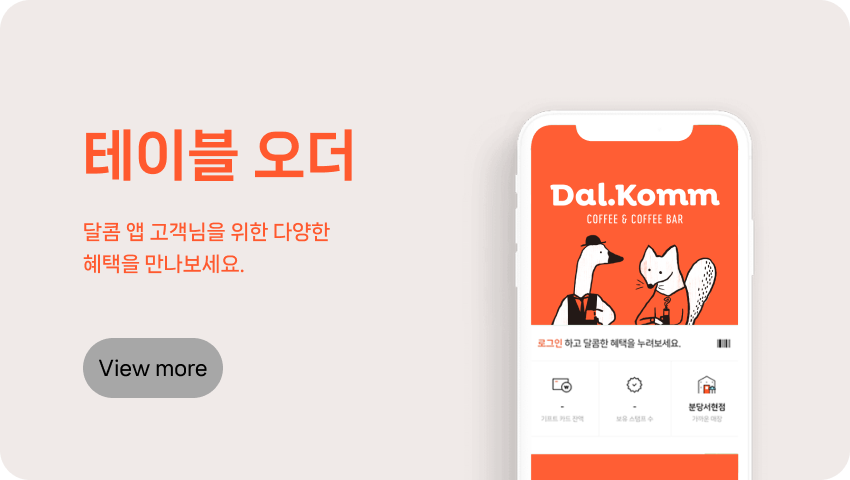 테이블 오더
달콤 앱 고객님을 위한 다양한
혜택을 만나보세요.
View more
Dal.Komm
COFFEE & COFFEE BAR
로그인 하고 달콤한 혜택을 누려보세요.
-
기프트 카드 잔액
-
보유 스탬프 수
분당서현점
가까운 매장